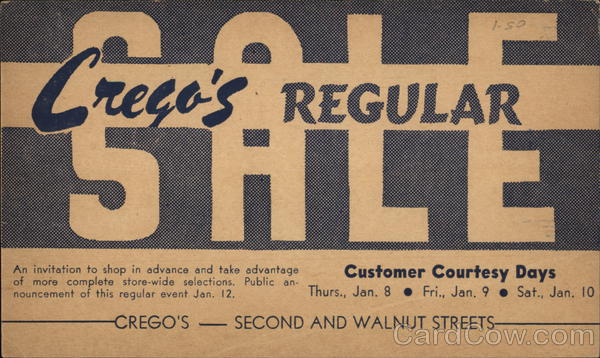 1-50
SALE
Crego's REGULAR
SALE
An invitation to shop in advance and take advantage
of more complete store-wide selections. Public an-
nouncement of this regular event Jan. 12.
Customer Courtesy Days
Thurs., Jan. 8 ● Fri., Jan. 9 ● Sat., Jan. 10
CREGO'S — SECOND AND WALNUT STREETS
CardCow.com